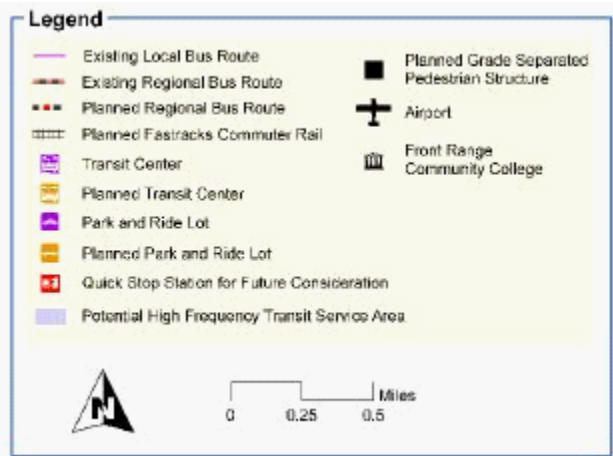 Legend
Existing Local Bus Route
Existing Regional Bus Route
Planned Regional Bus Route
Planned Fastracks Commuter Rail
Transit Center
Planned Transit Center
Park and Ride Lot
Planned Park and Ride Lot
Quick Stop Station for Future Consideration
Potential High Frequency Transit Service Area
Planned Grade Separated
Pedestrian Structure
Airport
Front Range
Community College
N
Miles
0 0.25 0.5